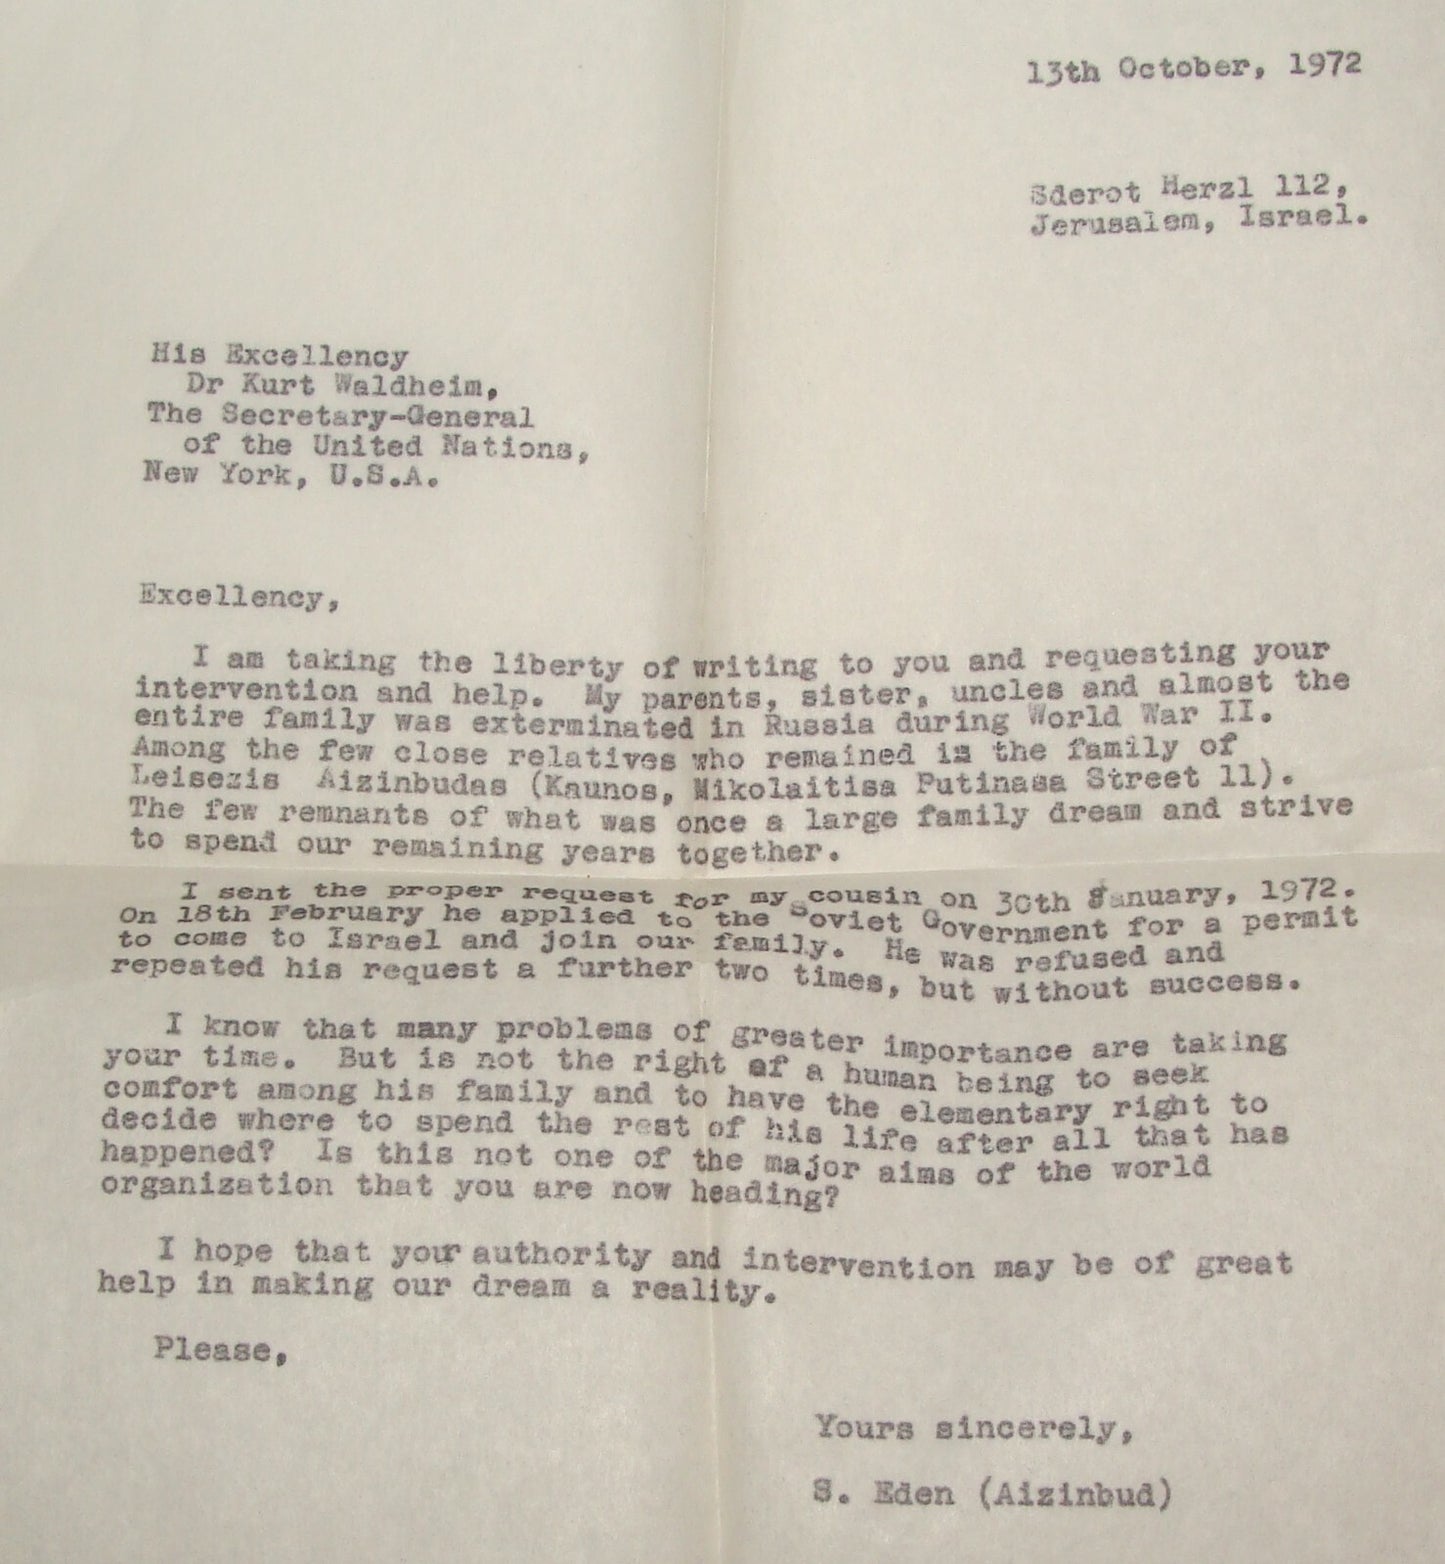 13th October, 1972
Sderot Herzl 112,
Jerusalem, Israel.
His Excellency
Dr Kurt Waldheim,
The Secretary-General
of the United Nations,
New York, U.S.A.
Excellency,
I am taking the liberty of writing to you and requesting your
intervention and help. My parents, sister, uncles and almost the
entire family was exterminated in Russia during World War II.
Among the few close relatives who remained is the family of
Leisezis Aizinbudas (Kaunos, Mikolaitisa Putinasa Street 11).
The few remnants of what was once a large family dream and strive
to spend our remaining years together.
I sent the proper request for my cousin on 30th January, 1972.
On 18th February he applied to the Soviet Government for a permit
to come to Israel and join our family. He was refused and
repeated his request a further two times, but without success.
I know that many problems of greater importance are taking
your time. But is not the right of a human being to seek
comfort among his family and to have the elementary right to
decide where to spend the rest of his life after all that has
happened? Is this not one of the major aims of the world
organization that you are now heading?
I hope that your authority and intervention may be of great
help in making our dream a reality.
Please,
Yours sincerely,
S. Eden (Aizinbud)